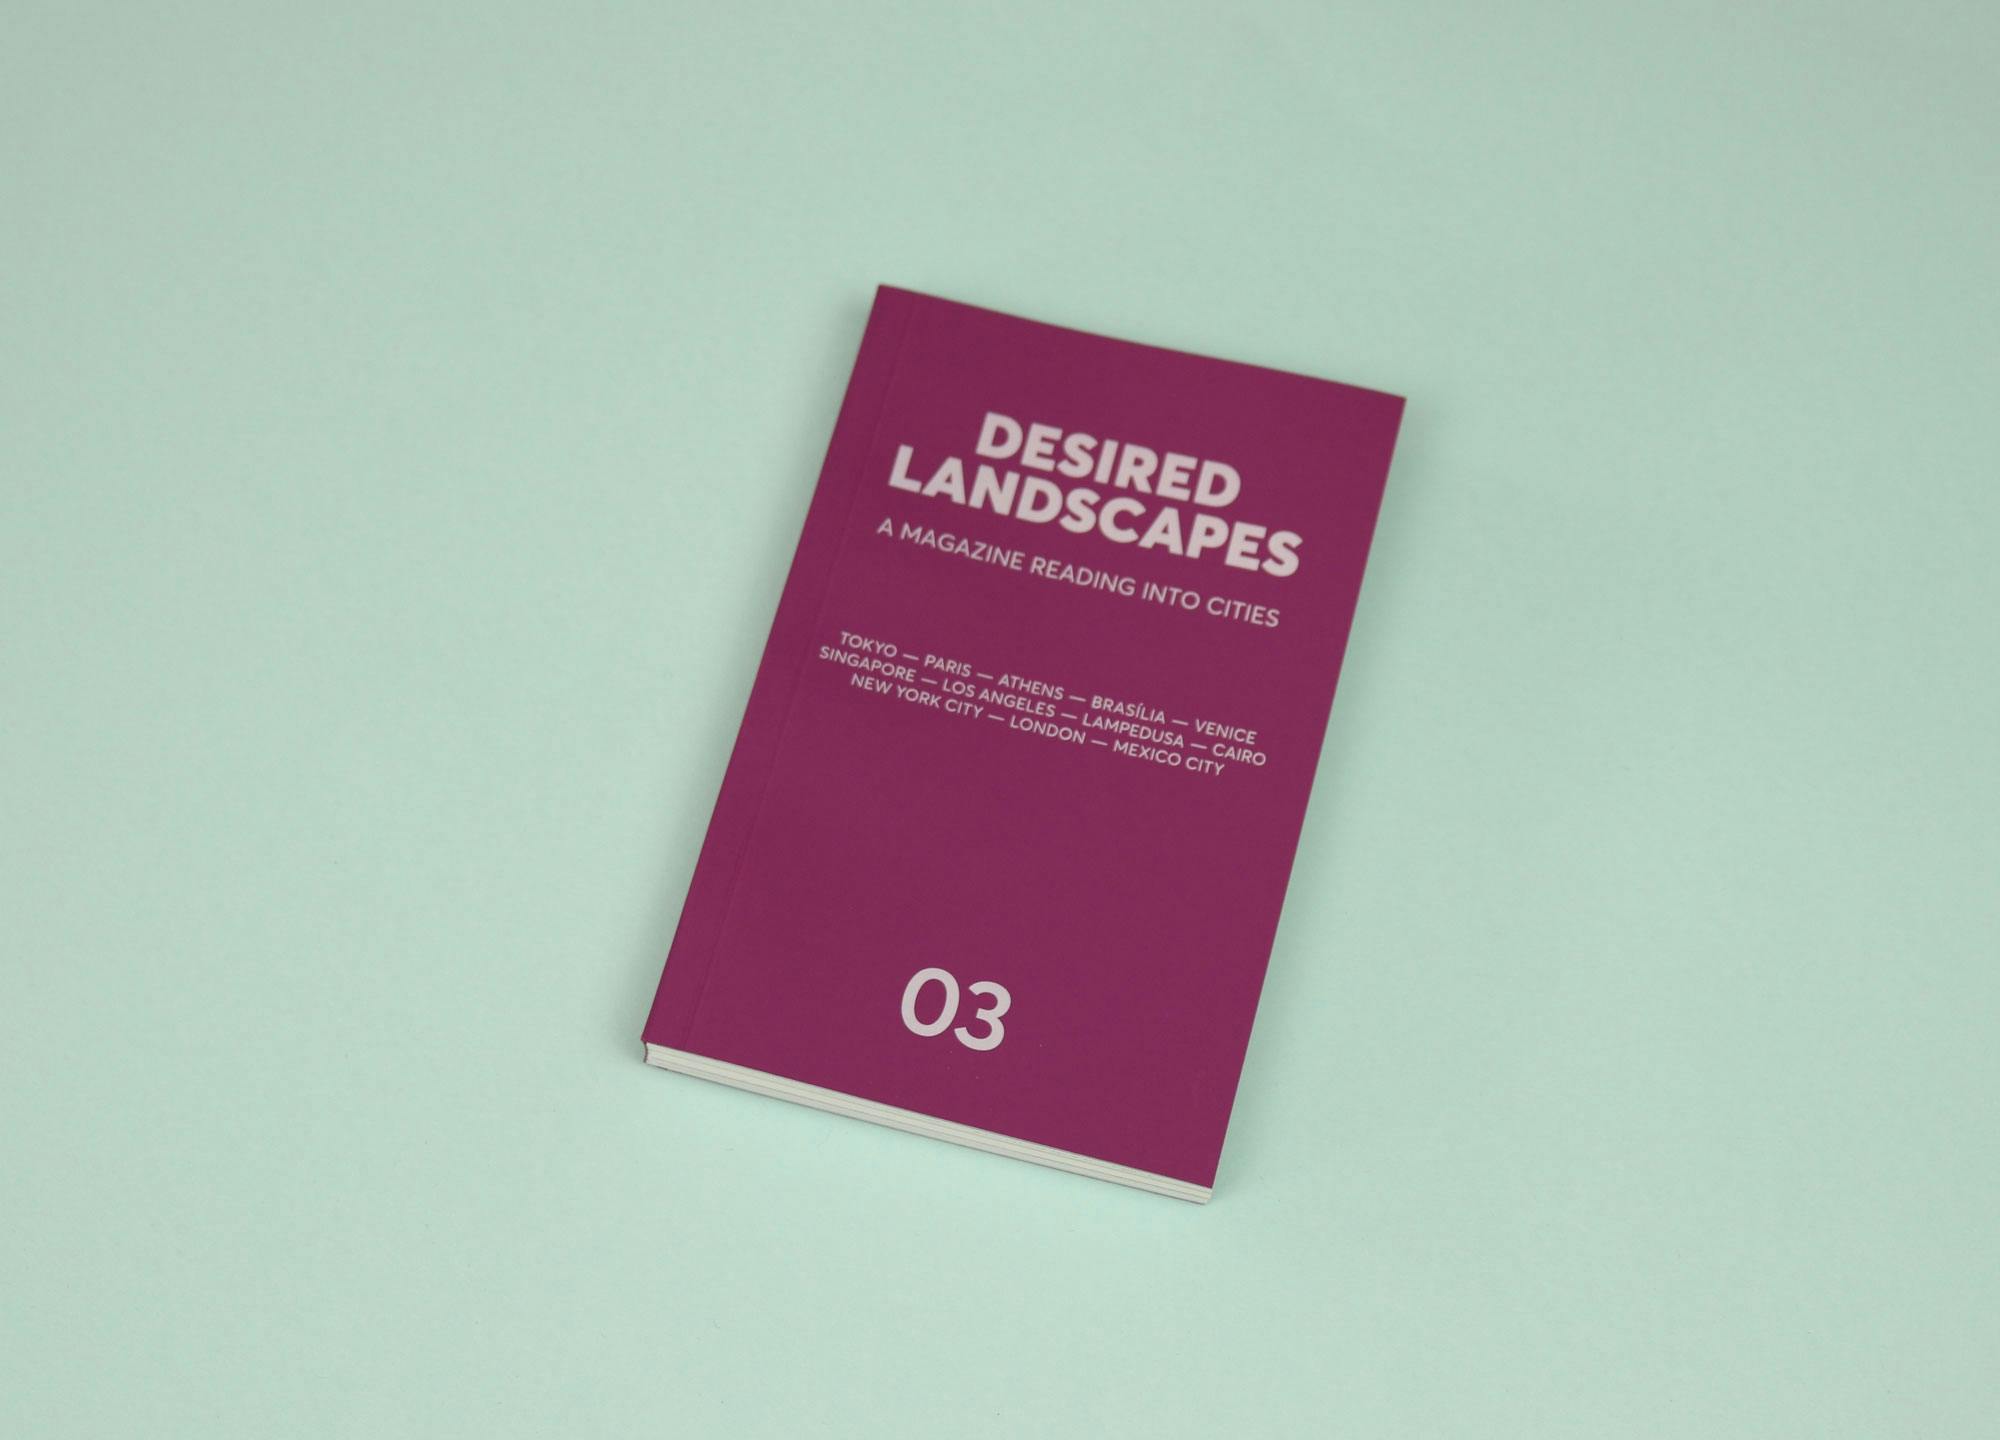 DESIRED
LANDSCAPES
A MAGAZINE READING INTO CITIES
TOKYO — PARIS — ATHENS — BRASÍLIA — VENICE
SINGAPORE — LOS ANGELES — LAMPEDUSA — CAIRO
NEW YORK CITY — LONDON — MEXICO CITY
03